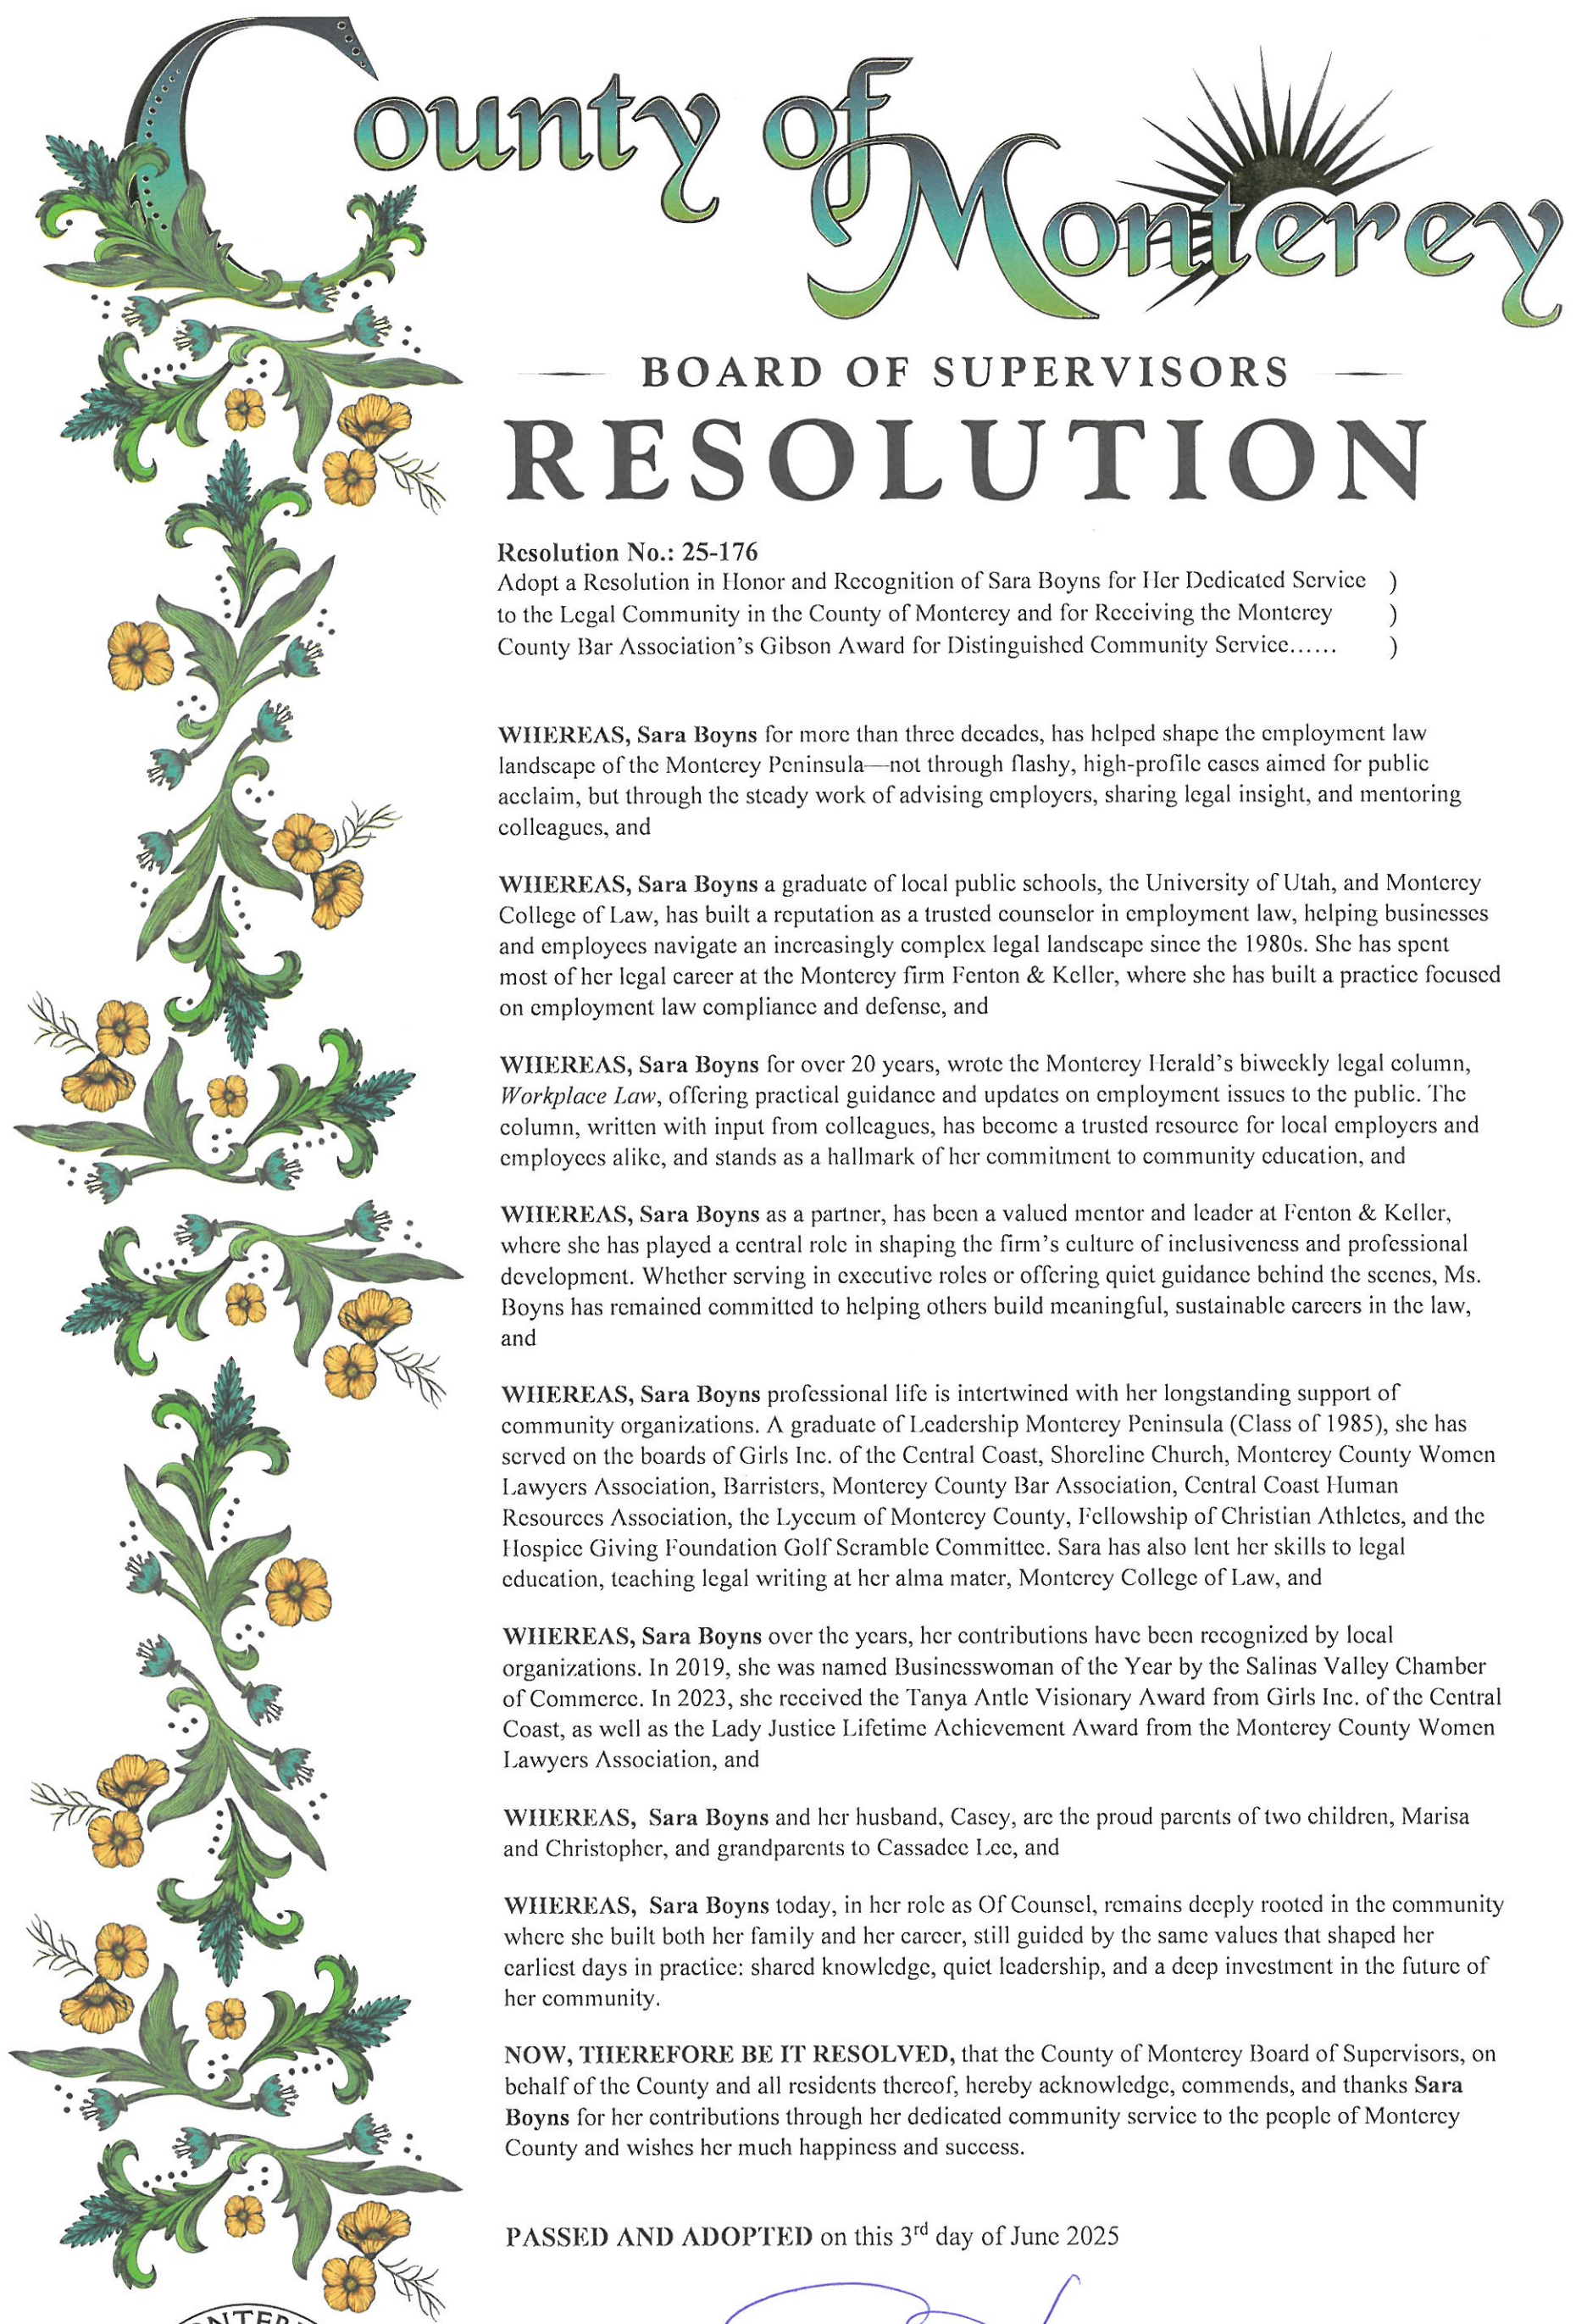 County of
Monterey
BOARD OF SUPERVISORS
RESOLUTION
Resolution No.: 25-176
Adopt a Resolution in Honor and Recognition of Sara Boyns for Her Dedicated Service )
to the Legal Community in the County of Monterey and for Receiving the Monterey )
County Bar Association’s Gibson Award for Distinguished Community Service...... )
WHEREAS, Sara Boyns for more than three decades, has helped shape the employment law
landscape of the Monterey Peninsula—not through flashy, high-profile cases aimed for public
acclaim, but through the steady work of advising employers, sharing legal insight, and mentoring
colleagues, and
WHEREAS, Sara Boyns a graduate of local public schools, the University of Utah, and Monterey
College of Law, has built a reputation as a trusted counselor in employment law, helping businesses
and employees navigate an increasingly complex legal landscape since the 1980s. She has spent
most of her legal career at the Monterey firm Fenton & Keller, where she has built a practice focused
on employment law compliance and defense, and
WHEREAS, Sara Boyns for over 20 years, wrote the Monterey Herald’s biweekly legal column,
Workplace Law, offering practical guidance and updates on employment issues to the public. The
column, written with input from colleagues, has become a trusted resource for local employers and
employees alike, and stands as a hallmark of her commitment to community education, and
WHEREAS, Sara Boyns as a partner, has been a valued mentor and leader at Fenton & Keller,
where she has played a central role in shaping the firm’s culture of inclusiveness and professional
development. Whether serving in executive roles or offering quiet guidance behind the scenes, Ms.
Boyns has remained committed to helping others build meaningful, sustainable careers in the law,
and
WHEREAS, Sara Boyns professional life is intertwined with her longstanding support of
community organizations. A graduate of Leadership Monterey Peninsula (Class of 1985), she has
served on the boards of Girls Inc. of the Central Coast, Shoreline Church, Monterey County Women
Lawyers Association, Barristers, Monterey County Bar Association, Central Coast Human
Resources Association, the Lyceum of Monterey County, Fellowship of Christian Athletes, and the
Hospice Giving Foundation Golf Scramble Committee. Sara has also lent her skills to legal
education, teaching legal writing at her alma mater, Monterey College of Law, and
WHEREAS, Sara Boyns over the years, her contributions have been recognized by local
organizations. In 2019, she was named Businesswoman of the Year by the Salinas Valley Chamber
of Commerce. In 2023, she received the Tanya Antle Visionary Award from Girls Inc. of the Central
Coast, as well as the Lady Justice Lifetime Achievement Award from the Monterey County Women
Lawyers Association, and
WHEREAS, Sara Boyns and her husband, Casey, are the proud parents of two children, Marisa
and Christopher, and grandparents to Cassadee Lee, and
WHEREAS, Sara Boyns today, in her role as Of Counsel, remains deeply rooted in the community
where she built both her family and her career, still guided by the same values that shaped her
earliest days in practice: shared knowledge, quiet leadership, and a deep investment in the future of
her community.
NOW, THEREFORE BE IT RESOLVED, that the County of Monterey Board of Supervisors, on
behalf of the County and all residents thereof, hereby acknowledge, commends, and thanks Sara
Boyns for her contributions through her dedicated community service to the people of Monterey
County and wishes her much happiness and success.
PASSED AND ADOPTED on this 3rd day of June 2025